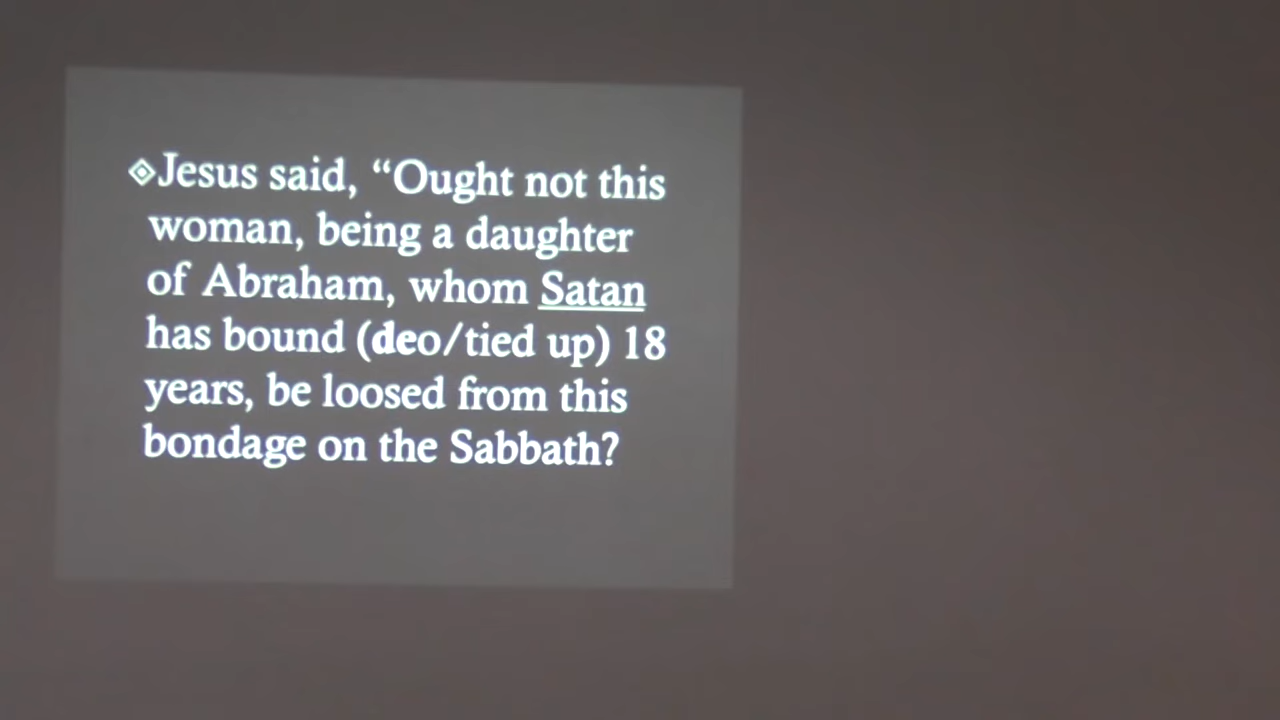 Jesus said, “Ought not this
woman, being a daughter
of Abraham, whom Satan
has bound (deo/tied up) 18
years, be loosed from this
bondage on the Sabbath?